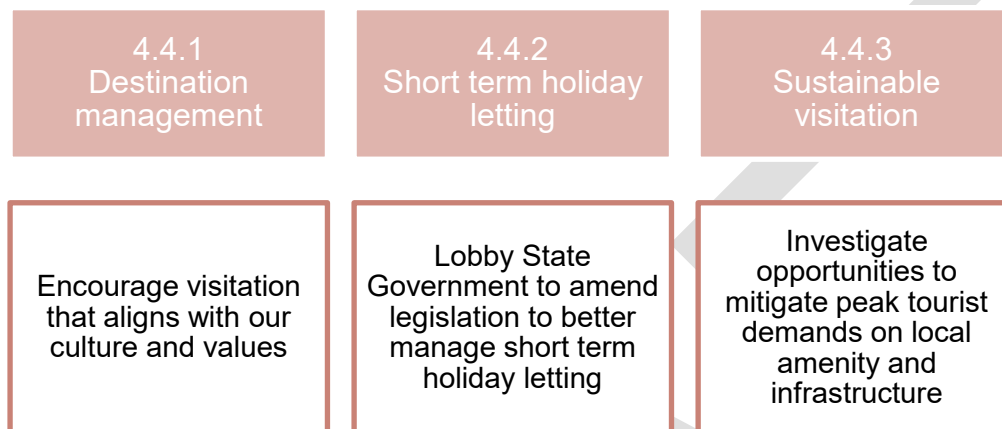 4.4.1
Destination
management
4.4.2
Short term holiday
letting
4.4.3
Sustainable
visitation
Encourage visitation
that aligns with our
culture and values
Lobby State
Government to amend
legislation to better
manage short term
holiday letting
Investigate
opportunities to
mitigate peak tourist
demands on local
amenity and
infrastructure